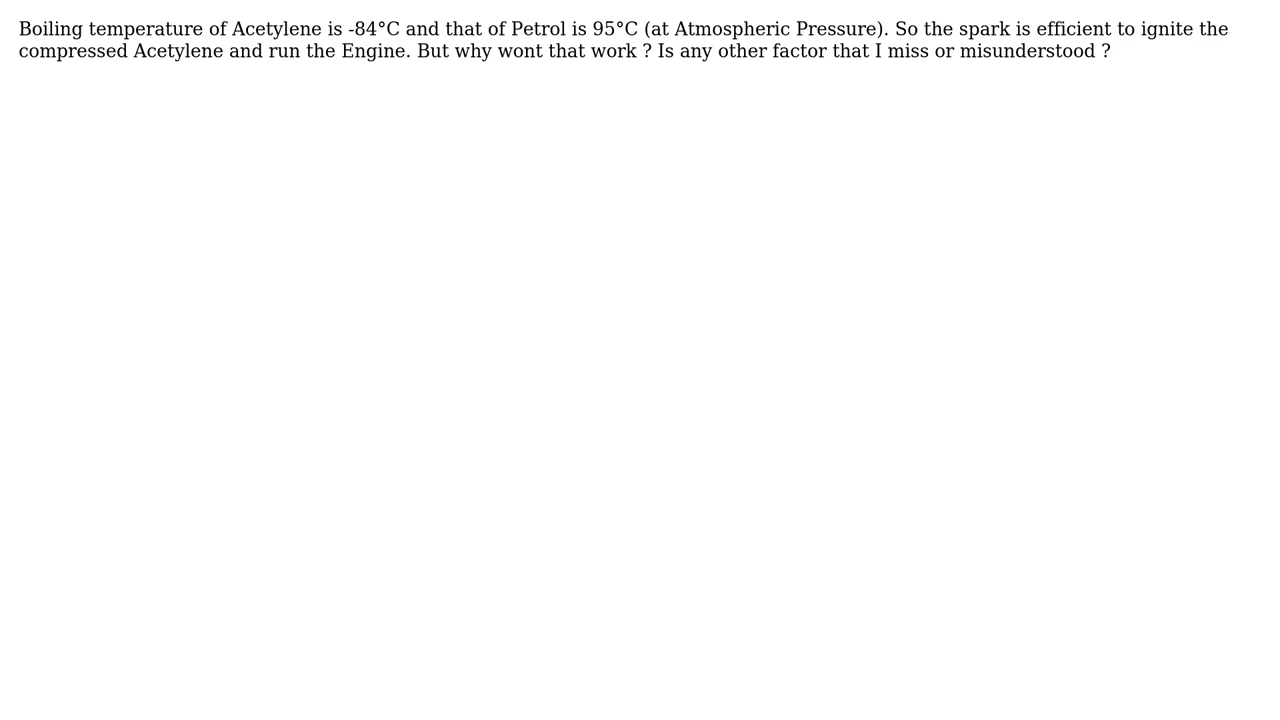 Boiling temperature of Acetylene is -84°C and that of Petrol is 95°C (at Atmospheric Pressure). So the spark is efficient to ignite the
compressed Acetylene and run the Engine. But why wont that work ? Is any other factor that I miss or misunderstood ?